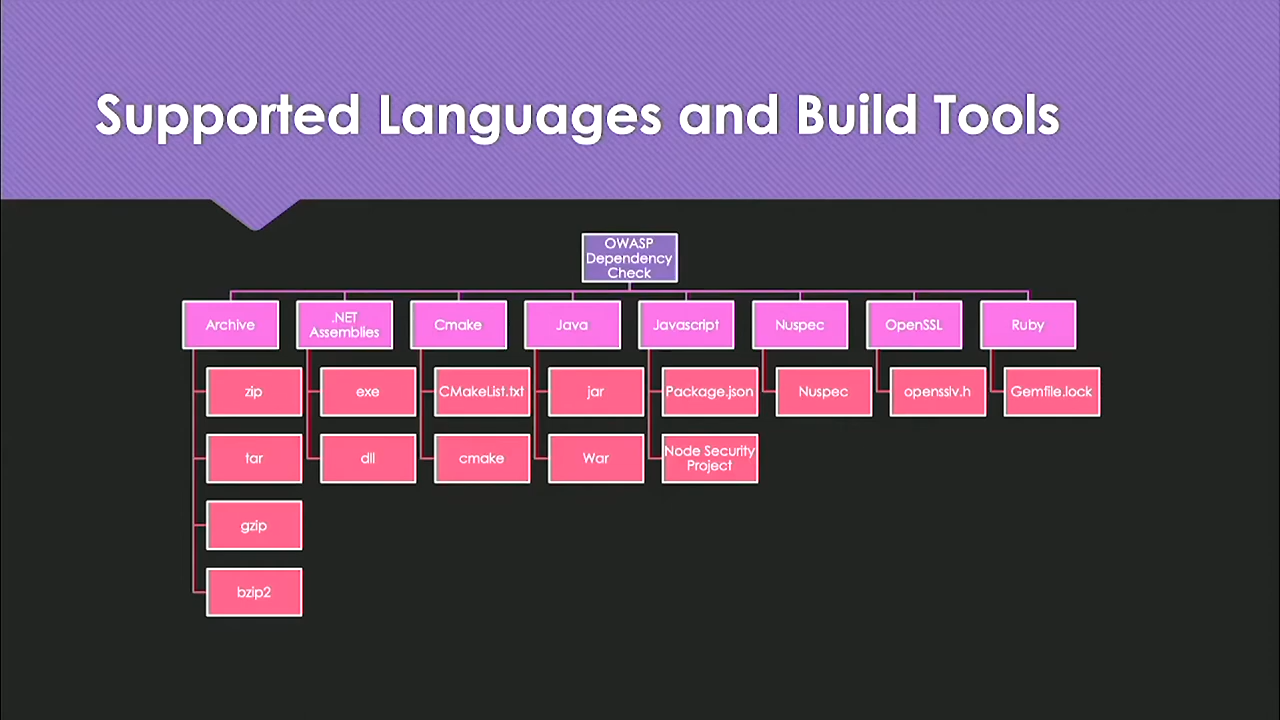 Supported Languages and Build Tools
OWASP
Dependency
Check
Archive
.NET
Assemblies
Cmake
Java
Javascript
Nuspec
OpenSSL
Ruby
zip
exe
CMakeList.txt
jar
Package.json
Nuspec
opensslv.h
Gemfile.lock
tar
dll
cmake
War
Node Security
Project
gzip
bzip2